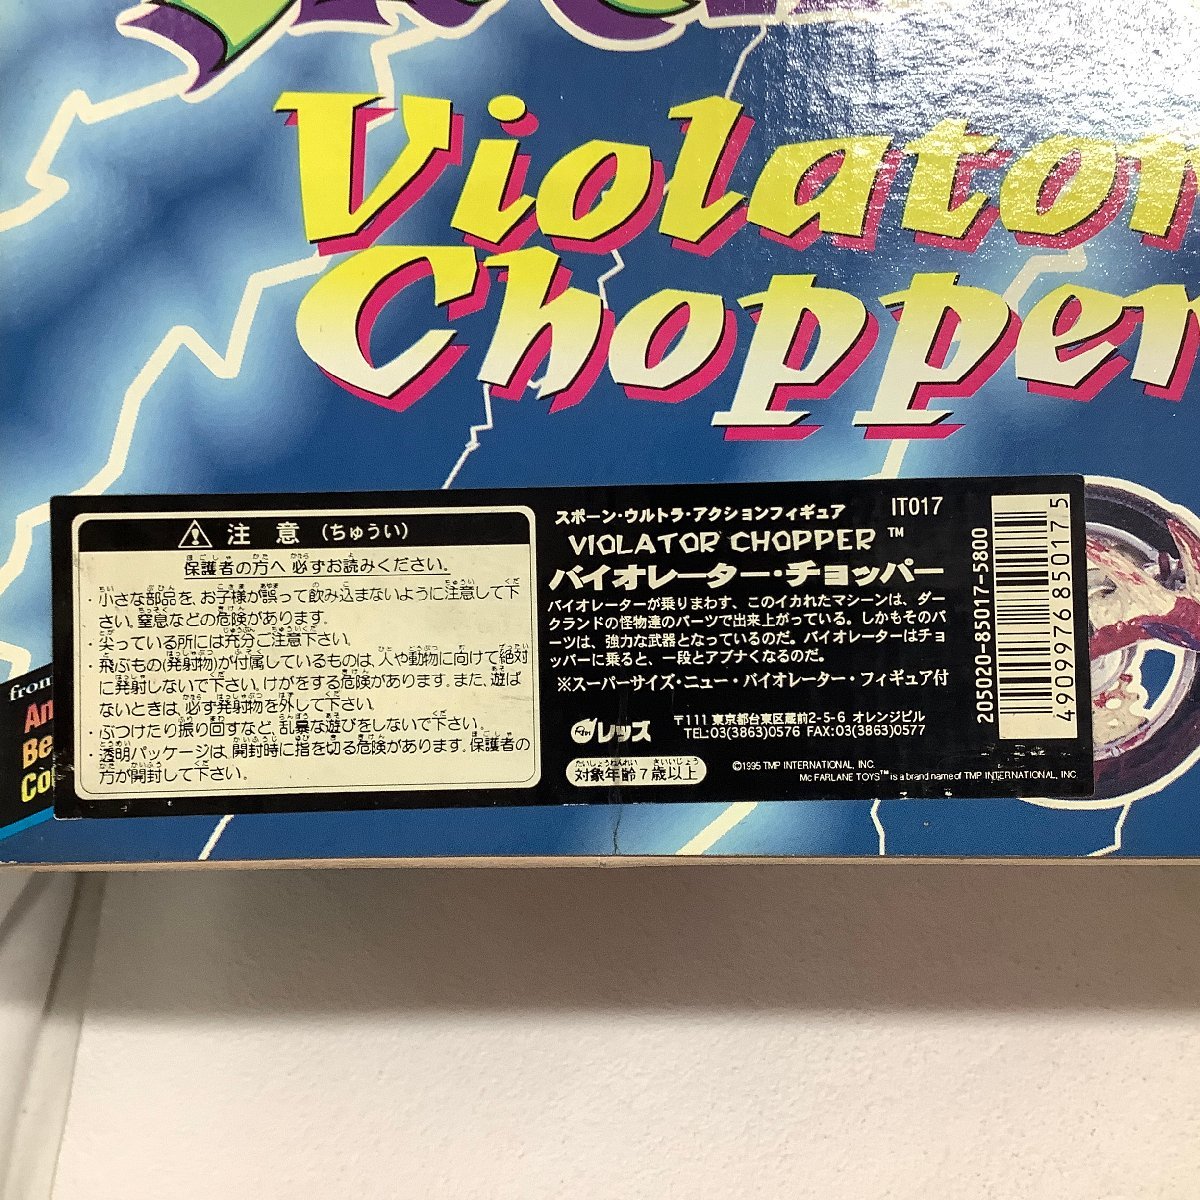 Violator
Chopper
from
An
Be
Co
注意 (ちゅうい)
保護者の方へ 必ずお読みください。
・小さな部品を、お子様が誤って飲み込まないように注意して下
さい。窒息などの危険があります。
・尖っている所には充分ご注意下さい。
・飛ぶもの(発射物)が付属しているものは、人や動物に向けて絶対
に発射しないで下さい。けがをする危険があります。また、遊ば
ないときは、必ず発射物を外して下さい。
・ぶつけたり振り回すなど、乱暴な遊びをしないで下さい。
・透明パッケージは、開封時に指を切る危険があります。保護者の
方が開封して下さい。
スポーン・ウルトラ・アクションフィギュア IT017
VIOLATOR CHOPPER™
バイオレーター・チョッパー
バイオレーターが乗りまわす、このイカれたマシーンは、ダー
クランドの怪物達のパーツで出来上がっている。しかもそのパ
ーツは、強力な武器となっているのだ。バイオレーターはチョ
ッパーに乗ると、一段とアブナくなるのだ。
※スーパーサイズ・ニュー・バイオレーター・フィギュア付
レッズ
〒111 東京都台東区蔵前2-5-6 オレンジビル
TEL:03(3863)0576 FAX:03(3863)0577
対象年齢7歳以上
©1995 TMP INTERNATIONAL, INC.
McFARLANE TOYS™ is a brand name of TMP INTERNATIONAL, INC.
205020-85017-5800
4909976850175